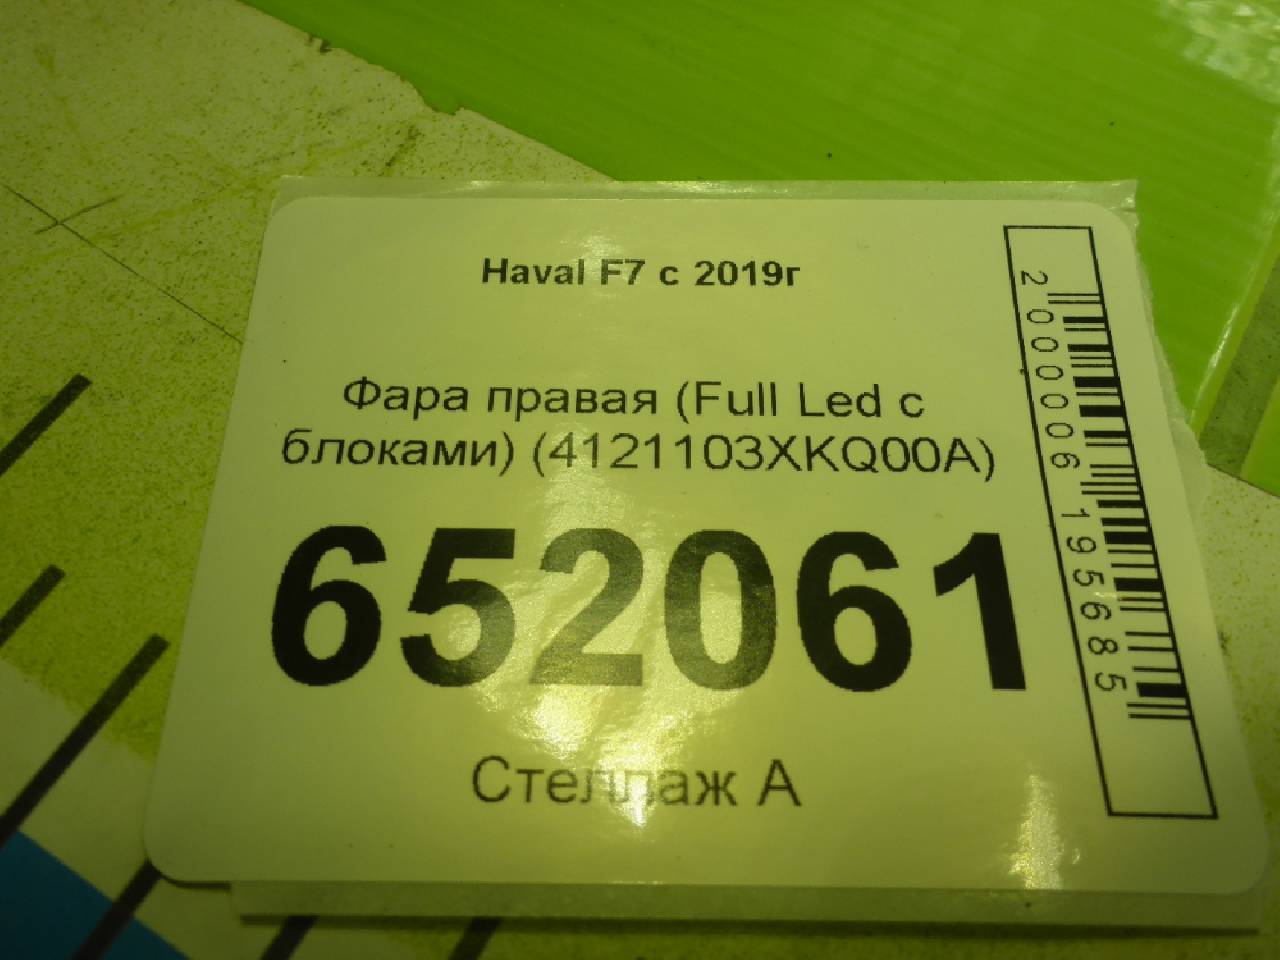 Haval F7 с 2019г
Фара правая (Full Led с
блоками) (4121103XKQ00A)
652061
Стеллаж А
2000006195685